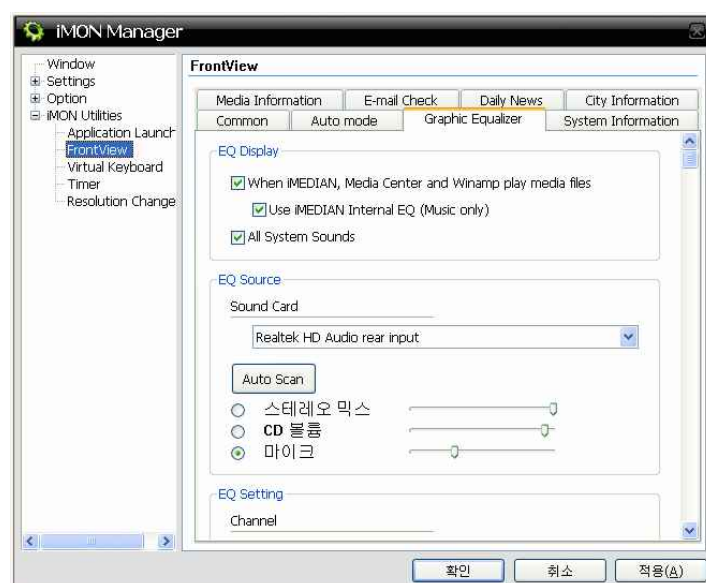 iMON Manager
Window
Settings
Option
iMON Utilities
Application Launch
FrontView
Virtual Keyboard
Timer
Resolution Change
FrontView
Media Information
E-mail Check
Daily News
City Information
Common
Auto mode
Graphic Equalizer
System Information
EQ Display
When iMEDIAN, Media Center and Winamp play media files
Use iMEDIAN Internal EQ (Music only)
All System Sounds
EQ Source
Sound Card
Realtek HD Audio rear input
Auto Scan
스테레오 믹스
CD 볼륨
마이크
EQ Setting
Channel
확인
취소
적용(A)